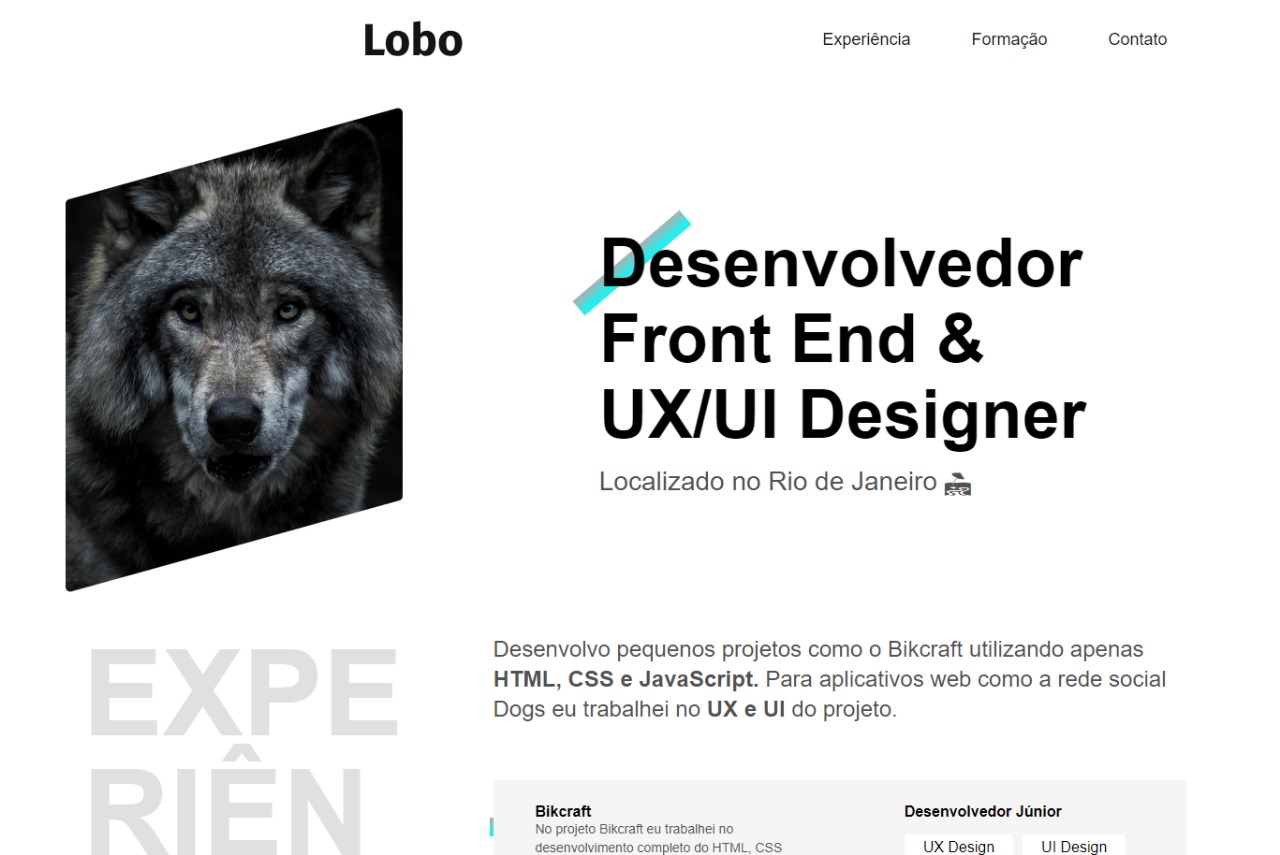 Lobo
Experiência
Formação
Contato
Desenvolvedor
Front End &
UX/UI Designer
Localizado no Rio de Janeiro
EXPE
RIÊN
Desenvolvo pequenos projetos como o Bikcraft utilizando apenas
HTML, CSS e JavaScript. Para aplicativos web como a rede social
Dogs eu trabalhei no UX e UI do projeto.
Bikcraft
No projeto Bikcraft eu trabalhei no
desenvolvimento completo do HTML, CSS
Desenvolvedor Júnior
UX Design
UI Design